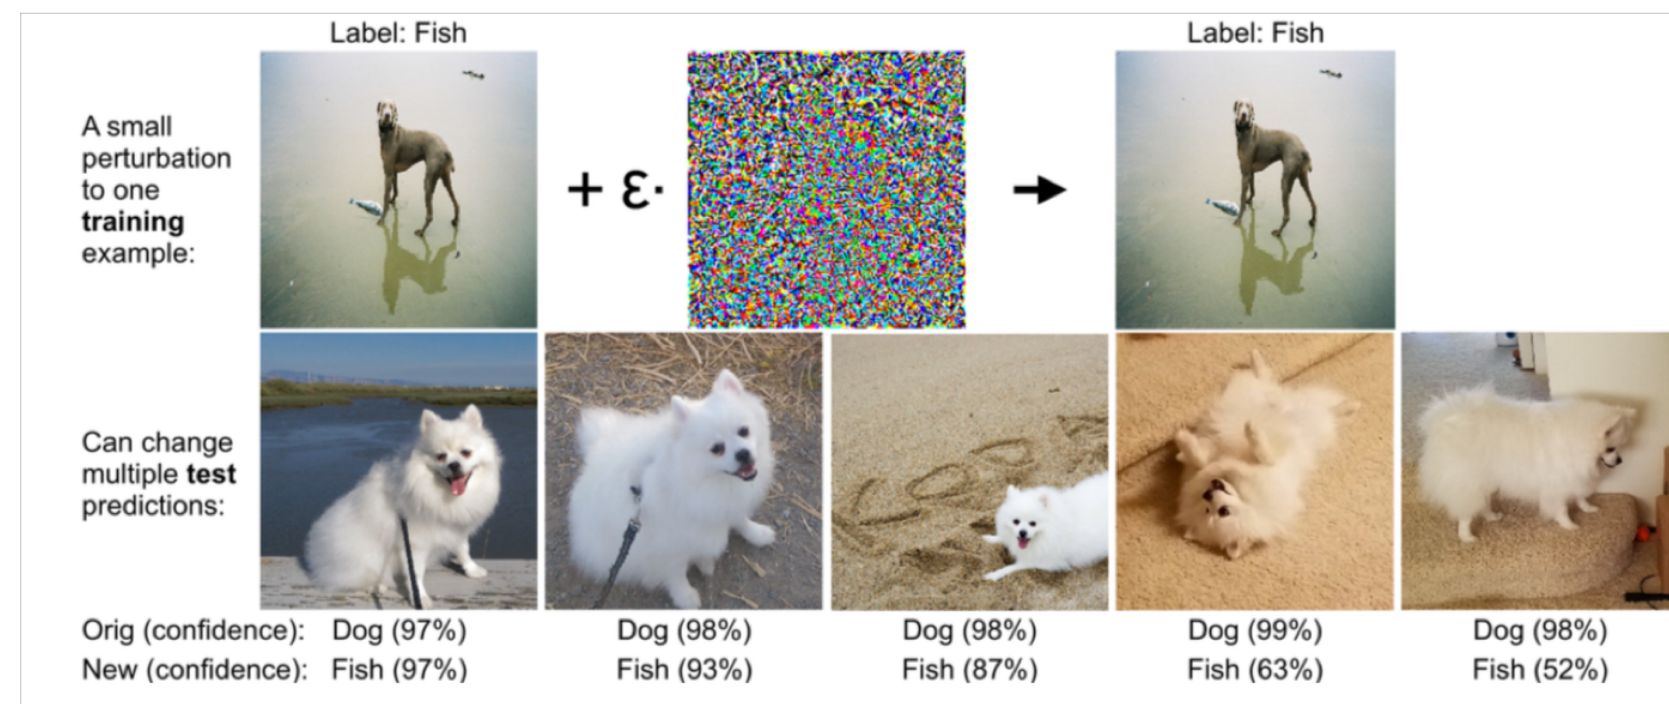 Label: Fish
Label: Fish
A small
perturbation
to one
training
example:
+ ε·
Can change
multiple test
predictions:
Orig (confidence): Dog (97%) Dog (98%) Dog (98%) Dog (99%) Dog (98%)
New (confidence): Fish (97%) Fish (93%) Fish (87%) Fish (63%) Fish (52%)